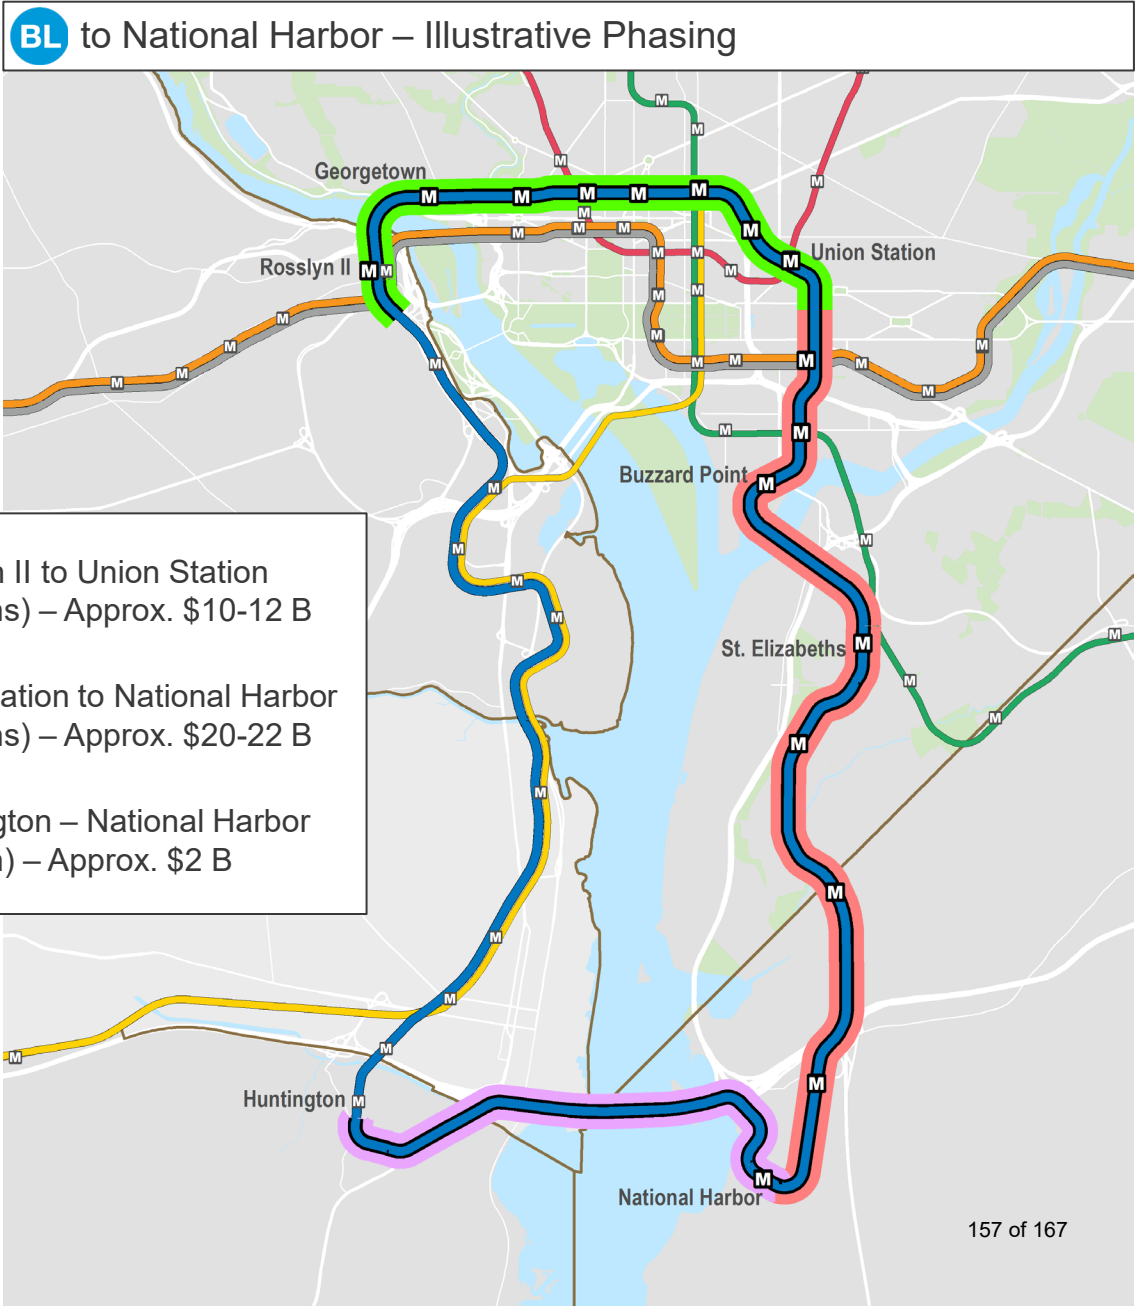 BL to National Harbor – Illustrative Phasing
Georgetown
Union Station
Rosslyn II
Buzzard Point
II to Union Station
– Approx. $10-12 B
St. Elizabeths
to National Harbor
– Approx. $20-22 B
– National Harbor
– Approx. $2 B
Huntington
National Harbor
157 of 167